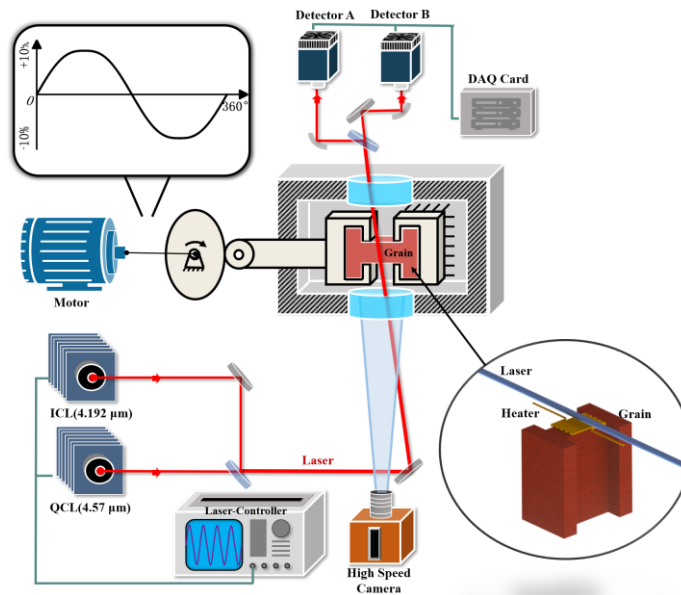 Detector A
Detector B
+10%
O
360°
-10%
DAQ Card
Grain
Motor
Laser
ICL(4.192 μm)
Heater
Grain
Laser
QCL(4.57 μm)
Laser-Controller
High Speed
Camera